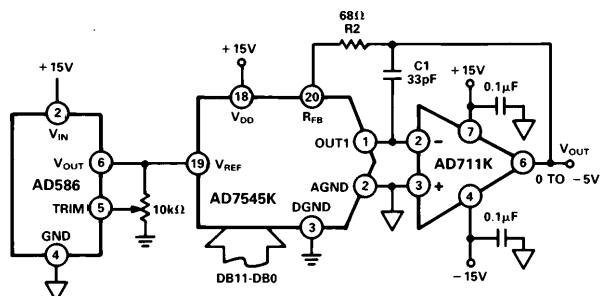 68Ω
R2
+15V
C1
33pF
+15V
+15V
0.1μF
2
VIN
18
VDD
20
RFB
7
OUT1
1
2
−
VOUT
6
19
VREF
AD711K
6
VOUT
0 TO −5V
AD586
AD7545K
AGND
2
3
+
TRIM
5
10kΩ
DGND
4
GND
3
0.1μF
4
DB11-DB0
−15V